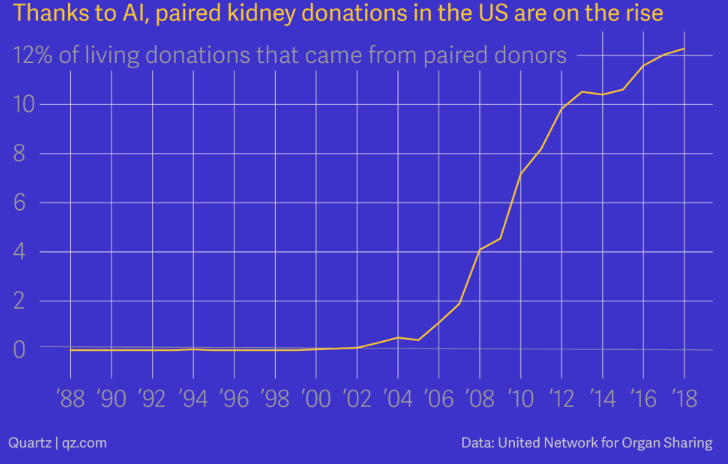 Thanks to AI, paired kidney donations in the US are on the rise
12% of living donations that came from paired donors
10
8
6
4
2
0
'88 '90 '92 '94 '96 '98 '00 '02 '04 '06 '08 '10 '12 '14 '16 '18
Quartz | qz.com
Data: United Network for Organ Sharing